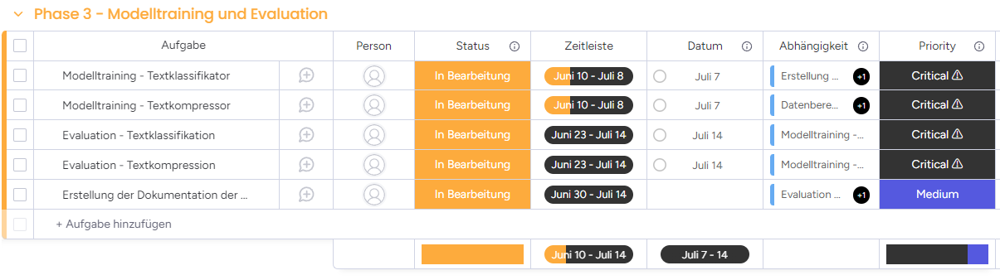 Phase 3 - Modelltraining und Evaluation
Aufgabe Person Status Zeitleiste Datum Abhängigkeit Priority
Modelltraining - Textklassifikator In Bearbeitung Juni 10 - Juli 8 Juli 7 Erstellung ... +1 Critical
Modelltraining - Textkompressor In Bearbeitung Juni 10 - Juli 8 Juli 7 Datenbere... +1 Critical
Evaluation - Textklassifikation In Bearbeitung Juni 23 - Juli 14 Juli 14 Modelltraining -... Critical
Evaluation - Textkompression In Bearbeitung Juni 23 - Juli 14 Juli 14 Modelltraining -... Critical
Erstellung der Dokumentation der ... In Bearbeitung Juni 30 - Juli 14 Evaluation ... +1 Medium
+ Aufgabe hinzufügen
Juni 10 - Juli 14 Juli 7 - 14